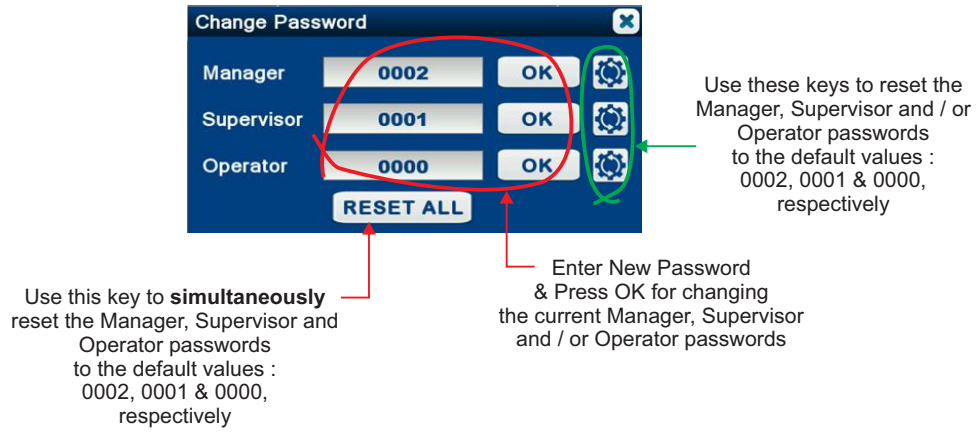 Change Password
Manager 0002 OK
Supervisor 0001 OK
Operator 0000 OK
RESET ALL
Use these keys to reset the
Manager, Supervisor and / or
Operator passwords
to the default values :
0002, 0001 & 0000,
respectively
Enter New Password
& Press OK for changing
the current Manager, Supervisor
and / or Operator passwords
Use this key to simultaneously
reset the Manager, Supervisor and
Operator passwords
to the default values :
0002, 0001 & 0000,
respectively